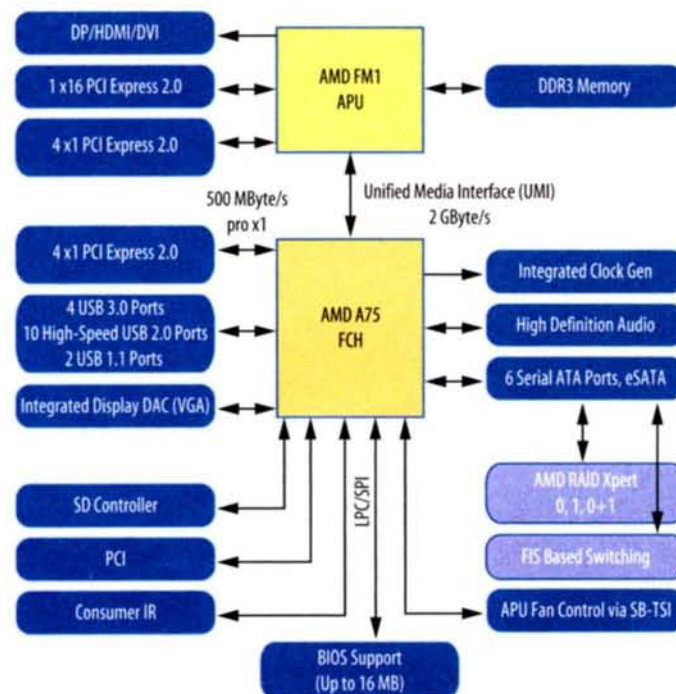 DP/HDMI/DVI
1 x16 PCI Express 2.0
4 x1 PCI Express 2.0
AMD FM1
APU
DDR3 Memory
500 MByte/s
pro x1
Unified Media Interface (UMI)
2 GByte/s
4 x1 PCI Express 2.0
4 USB 3.0 Ports
10 High-Speed USB 2.0 Ports
2 USB 1.1 Ports
Integrated Display DAC (VGA)
AMD A75
FCH
Integrated Clock Gen
High Definition Audio
6 Serial ATA Ports, eSATA
AMD RAID Xpert
0, 1, 0+1
FIS Based Switching
SD Controller
PCI
Consumer IR
LPC/SPI
APU Fan Control via SB-TSI
BIOS Support
(Up to 16 MB)